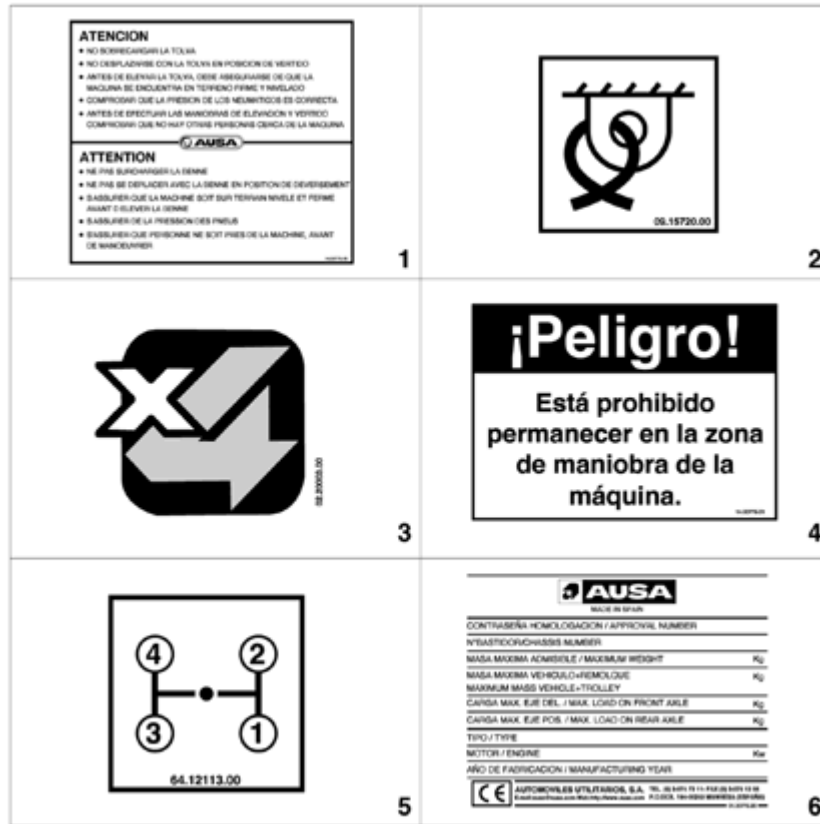 ATENCION
• NO SOBRECARGAR LA TOLVA
• NO DESPLAZARSE CON LA TOLVA EN POSICION DE VERTIDO
• ANTES DE ELEVAR LA TOLVA, DEBE ASEGURARSE DE QUE LA
MAQUINA SE ENCUENTRA EN TERRENO FIRME Y NIVELADO
• COMPROBAR QUE LA PRESION DE LOS NEUMATICOS ES CORRECTA
• ANTES DE EFECTUAR LAS MANIOBRAS DE ELEVACION Y VERTIDO
COMPROBAR QUE NO HAY OTRAS PERSONAS CERCA DE LA MAQUINA
AUSA
ATTENTION
• NE PAS SURCHARGER LA BENNE
• NE PAS SE DEPLACER AVEC LA BENNE EN POSITION DE DEVERSEMENT
• S'ASSURER QUE LA MACHINE SOIT SUR TERRAIN NIVELE ET FERME
AVANT D'ELEVER LA BENNE
• S'ASSURER DE LA PRESSION DES PNEUS
• S'ASSURER QUE PERSONNE NE SOIT PRES DE LA MACHINE, AVANT
DE MANOEUVRER
1
09.15720.00
2
X
02.20003.00
3
¡Peligro!
Está prohibido
permanecer en la zona
de maniobra de la
máquina.
4
4 2
3 1
64.12113.00
5
AUSA
MADE IN SPAIN
CONTRASEÑA HOMOLOGACION / APPROVAL NUMBER
Nº BASTIDOR/CHASSIS NUMBER
MASA MAXIMA ADMISIBLE / MAXIMUM WEIGHT Kg
MASA MAXIMA VEHICULO+REMOLQUE Kg
MAXIMUM MASS VEHICLE+TROLLEY
CARGA MAX. EJE DEL. / MAX. LOAD ON FRONT AXLE Kg
CARGA MAX. EJE POS. / MAX. LOAD ON REAR AXLE Kg
TIPO / TYPE
MOTOR / ENGINE Kw
AÑO DE FABRICACION / MANUFACTURING YEAR
CE AUTOMOVILES UTILITARIOS, S.A.
6